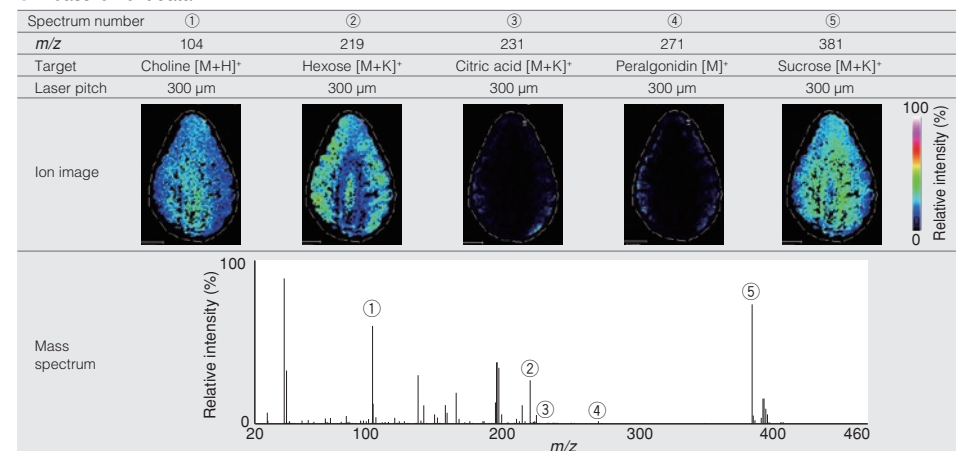 Spectrum number ① ② ③ ④ ⑤
m/z 104 219 231 271 381
Target Choline [M+H]⁺ Hexose [M+K]⁺ Citric acid [M+K]⁺ Peralgonidin [M]⁺ Sucrose [M+K]⁺
Laser pitch 300 µm 300 µm 300 µm 300 µm 300 µm
Ion image
100
0
Relative intensity (%)
Mass
spectrum
Relative intensity (%)
100
0
① ② ③ ④ ⑤
20 100 200 300 400 460
m/z